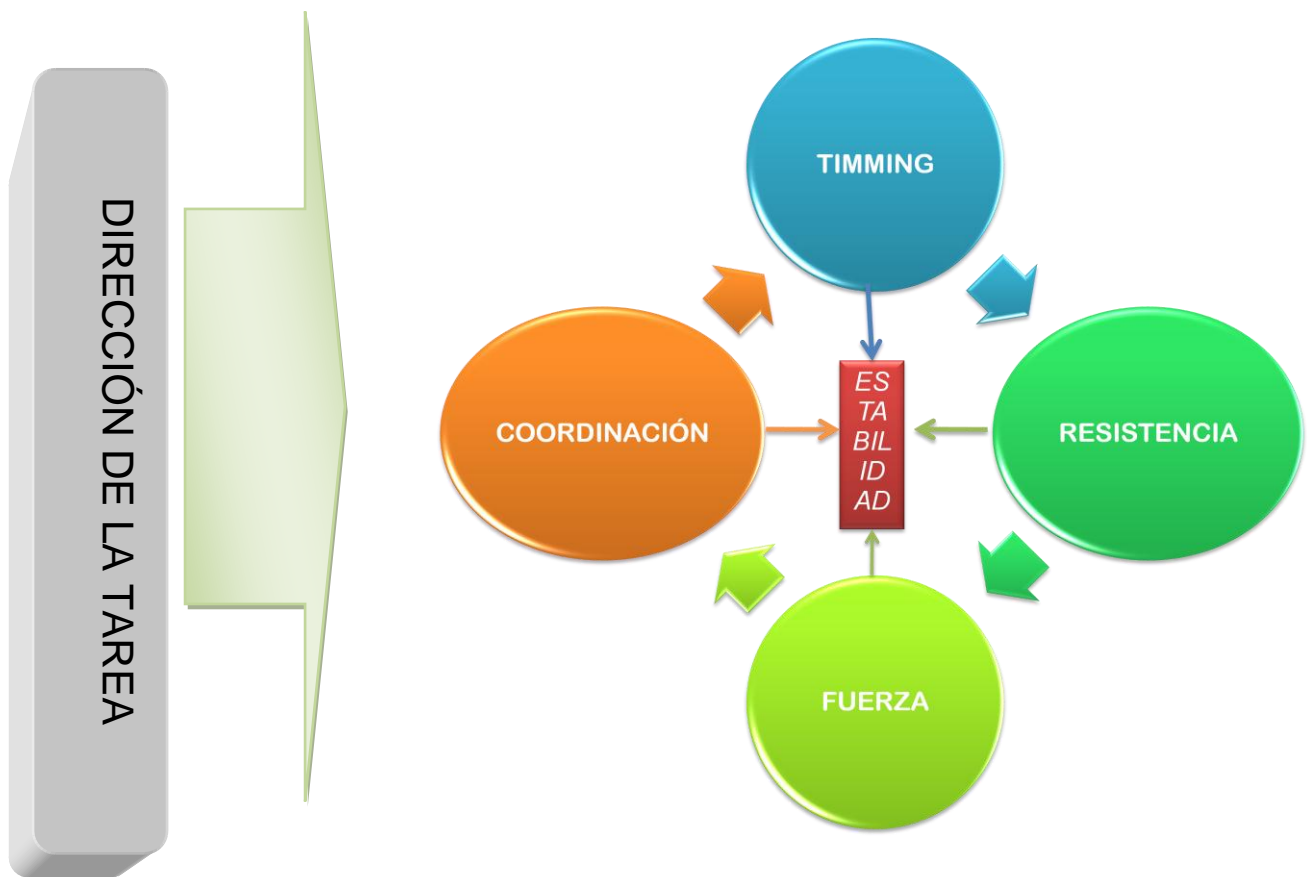 DIRECCIÓN DE LA TAREA
TIMMING
COORDINACIÓN
ES
TA
BIL
ID
AD
RESISTENCIA
FUERZA